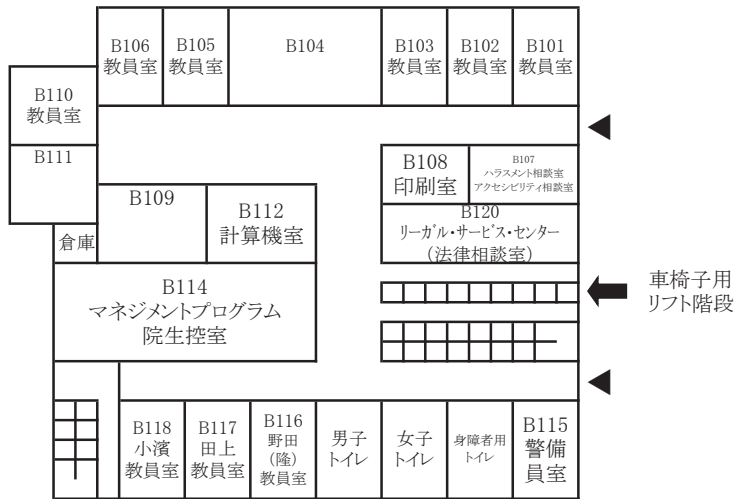 B106
教員室
B105
教員室
B104
B103
教員室
B102
教員室
B101
教員室
B110
教員室
B111
B108
印刷室
B107
ハラスメント相談室
アクセシビリティ相談室
B109
B112
計算機室
B120
リーガル・サービス・センター
(法律相談室)
倉庫
B114
マネジメントプログラム
院生控室
車椅子用
リフト階段
B118
小濱
教員室
B117
田上
教員室
B116
野田
(隆)
教員室
男子
トイレ
女子
トイレ
身障者用
トイレ
B115
警備
員室